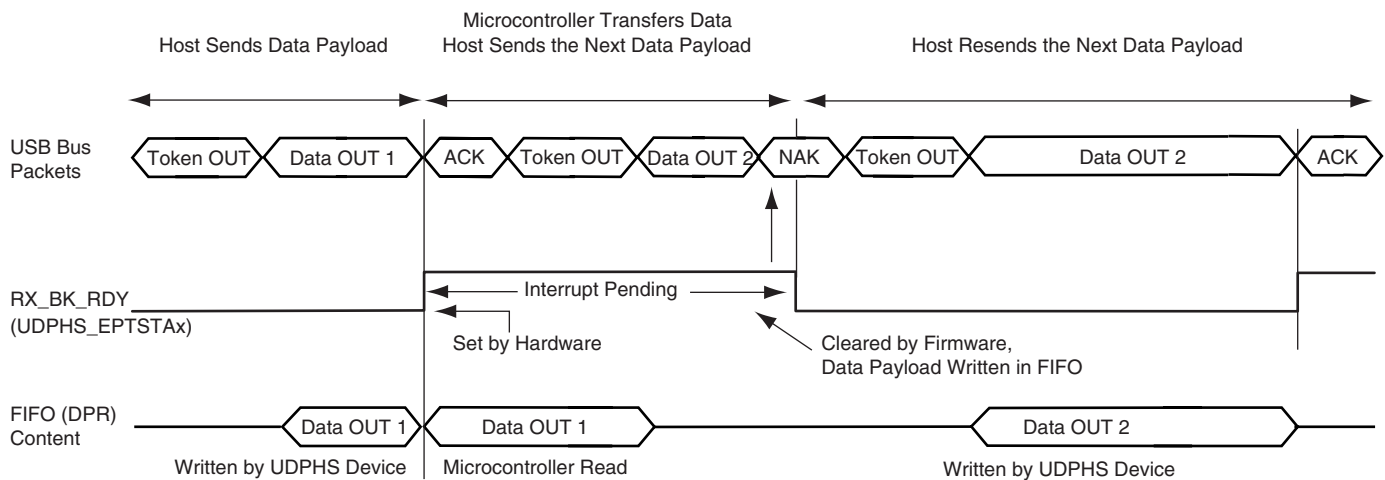 Host Sends Data Payload
Microcontroller Transfers Data
Host Sends the Next Data Payload
Host Resends the Next Data Payload
USB Bus
Packets
Token OUT
Data OUT 1
ACK
Token OUT
Data OUT 2
NAK
Token OUT
Data OUT 2
ACK
RX_BK_RDY
(UDPHS_EPTSTAx)
Interrupt Pending
Set by Hardware
Cleared by Firmware,
Data Payload Written in FIFO
FIFO (DPR)
Content
Data OUT 1
Data OUT 1
Data OUT 2
Written by UDPHS Device
Microcontroller Read
Written by UDPHS Device